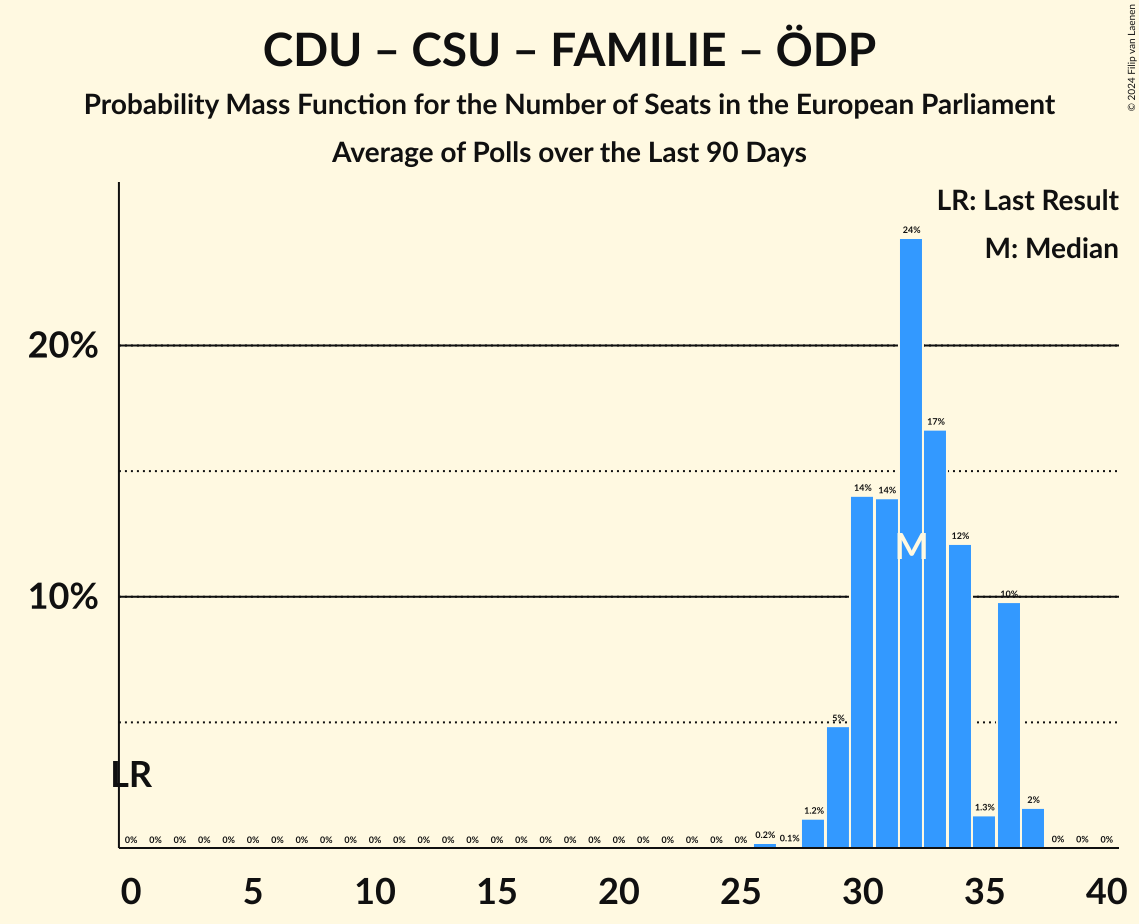 CDU – CSU – FAMILIE – ÖDP
Probability Mass Function for the Number of Seats in the European Parliament
Average of Polls over the Last 90 Days
© 2024 Filip van Laenen
LR: Last Result
M: Median
20%
10%
24%
17%
14% 14%
12%
10%
5%
1.2%
1.3%
2%
0% 0% 0% 0% 0% 0% 0% 0% 0% 0% 0% 0% 0% 0% 0% 0% 0% 0% 0% 0% 0% 0% 0% 0% 0% 0% 0.2% 0.1% 0% 0% 0%
M
LR
0 5 10 15 20 25 30 35 40